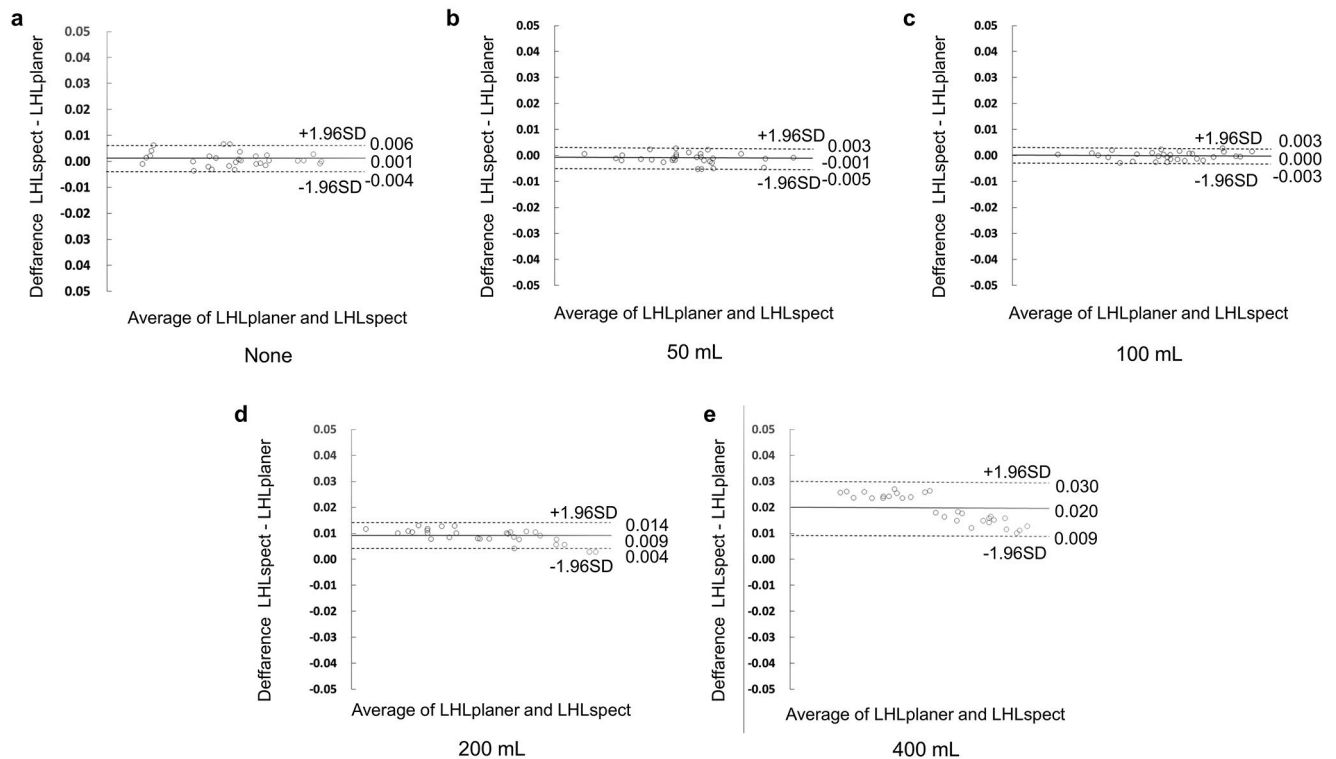 a
Deffarence LHLspect - LHLplaner
0.05
0.04
0.03
0.02
0.01
0.00
-0.01
-0.02
0.03
0.04
0.05
+1.96SD
0.006
0.001
-0.004
-1.96SD
Average of LHLplaner and LHLspect
None
b
Deffarence LHLspect - LHLplaner
0.05
0.04
0.03
0.02
0.01
0.00
-0.01
-0.02
-0.03
-0.04
-0.05
+1.96SD
0.003
-0.001
-0.005
-1.96SD
Average of LHLplaner and LHLspect
50 mL
c
Deffarence LHLspect - LHLplaner
0.05
0.04
0.03
0.02
0.01
0.00
-0.01
-0.02
-0.03
-0.04
-0.05
+1.96SD
0.003
0.000
-0.003
-1.96SD
Average of LHLplaner and LHLspect
100 mL
d
Deffarence LHLspect - LHLplaner
0.05
0.04
0.03
0.02
0.01
0.00
-0.01
-0.02
-0.03
-0.04
-0.05
+1.96SD
0.014
0.009
0.004
-1.96SD
Average of LHLplaner and LHLspect
200 mL
e
Deffarence LHLspect - LHLplaner
0.05
0.04
0.03
0.02
0.01
0.00
-0.01
-0.02
-0.03
-0.04
-0.05
+1.96SD
0.030
0.020
0.009
-1.96SD
Average of LHLplaner and LHLspect
400 mL